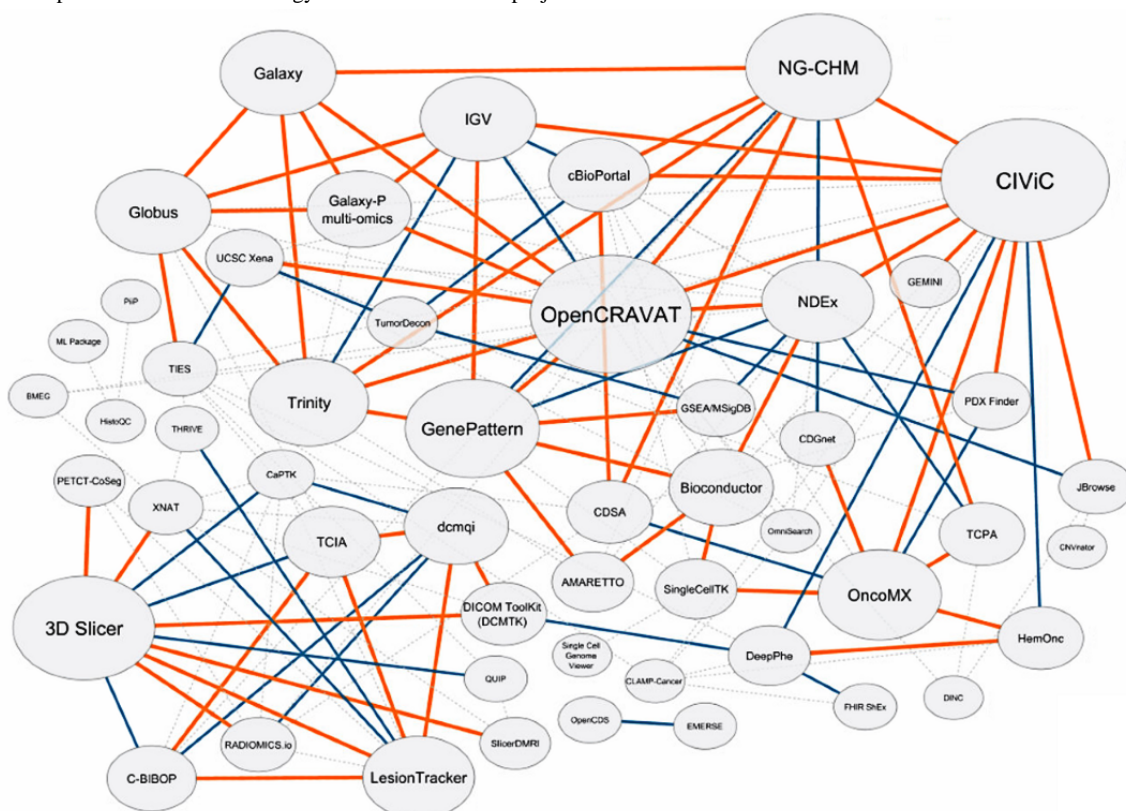 NG-CHM
Galaxy
IGV
cBioPortal
CIViC
Galaxy-P
multi-omics
Globus
UCSC Xena
GEMINI
PiiP
NDEx
OpenCRAVAT
TumorDecon
ML Package
TIES
BMEG
Trinity
PDX Finder
GSEA/MSigDB
HistoQC
GenePattern
THRIVE
CDGnet
CaPTK
PETCT-CoSeg
Bioconductor
JBrowse
XNAT
CDSA
dcmqi
OmniSearch
TCPA
TCIA
CNVnator
AMARETTO
SingleCellTK
OncoMX
DICOM ToolKit
(DCMTK)
3D Slicer
HemOnc
Single Cell
Genome
Viewer
DeepPhe
QUIP
CLAMP-Cancer
DINC
FHIR ShEx
OpenCDS
EMERSE
RADIOMICS.io
SlicerDMRI
C-BIBOP
LesionTracker